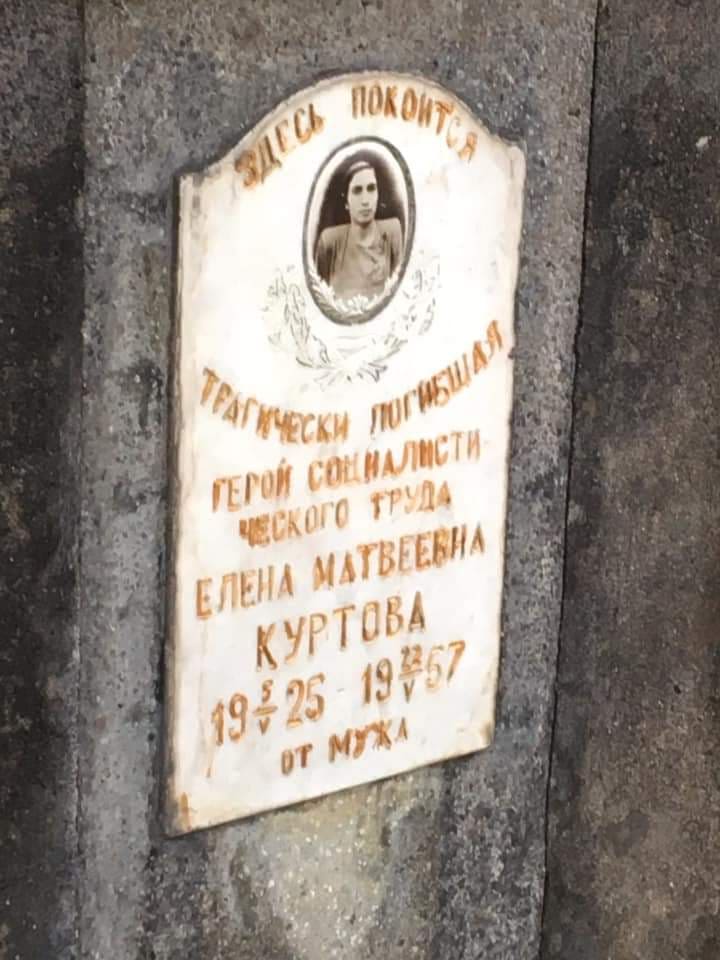 ЗДЕСЬ ПОКОИТСЯ
ТРАГИЧЕСКИ ПОГИБШАЯ
ГЕРОЙ СОЦИАЛИСТИ
ЧЕСКОГО ТРУДА
ЕЛЕНА МАТВЕЕВНА
КУРТОВА
19 5/V 25 - 19 22/V 57
ОТ МУЖА